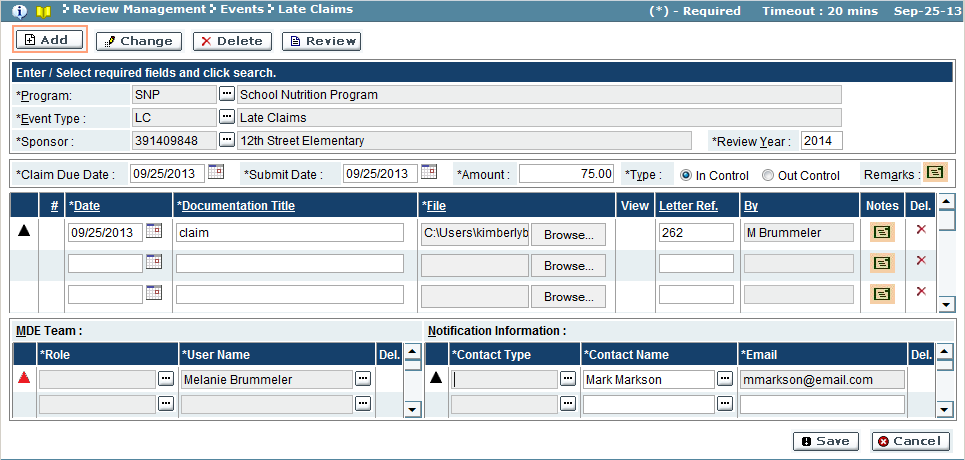 Review Management > Events > Late Claims (*) - Required Timeout : 20 mins Sep-25-13
Add Change Delete Review
Enter / Select required fields and click search.
*Program: SNP ... School Nutrition Program
*Event Type : LC ... Late Claims
*Sponsor : 391409848 ... 12th Street Elementary *Review Year : 2014
*Claim Due Date : 09/25/2013 *Submit Date : 09/25/2013 *Amount : 75.00 *Type : In Control Out Control Remarks :
# *Date *Documentation Title *File View Letter Ref. By Notes Del.
09/25/2013 claim C:\Users\kimberlyb Browse... 262 M Brummeler
Browse...
Browse...
MDE Team : Notification Information :
*Role *User Name Del. *Contact Type *Contact Name *Email Del.
... Melanie Brummeler ... ... Mark Markson ... mmarkson@email.com
... ... ... ...
Save Cancel